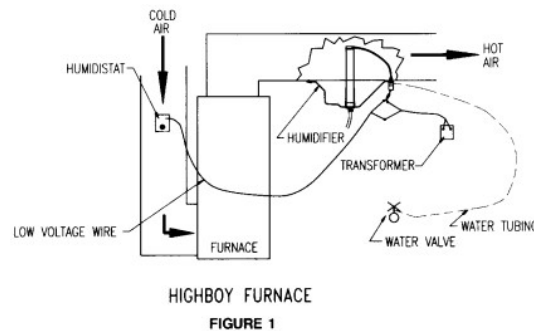 COLD
AIR
HUMIDISTAT
HOT
AIR
HUMIDIFIER
TRANSFORMER
LOW VOLTAGE WIRE
FURNACE
WATER VALVE
WATER TUBING
HIGHBOY FURNACE
FIGURE 1